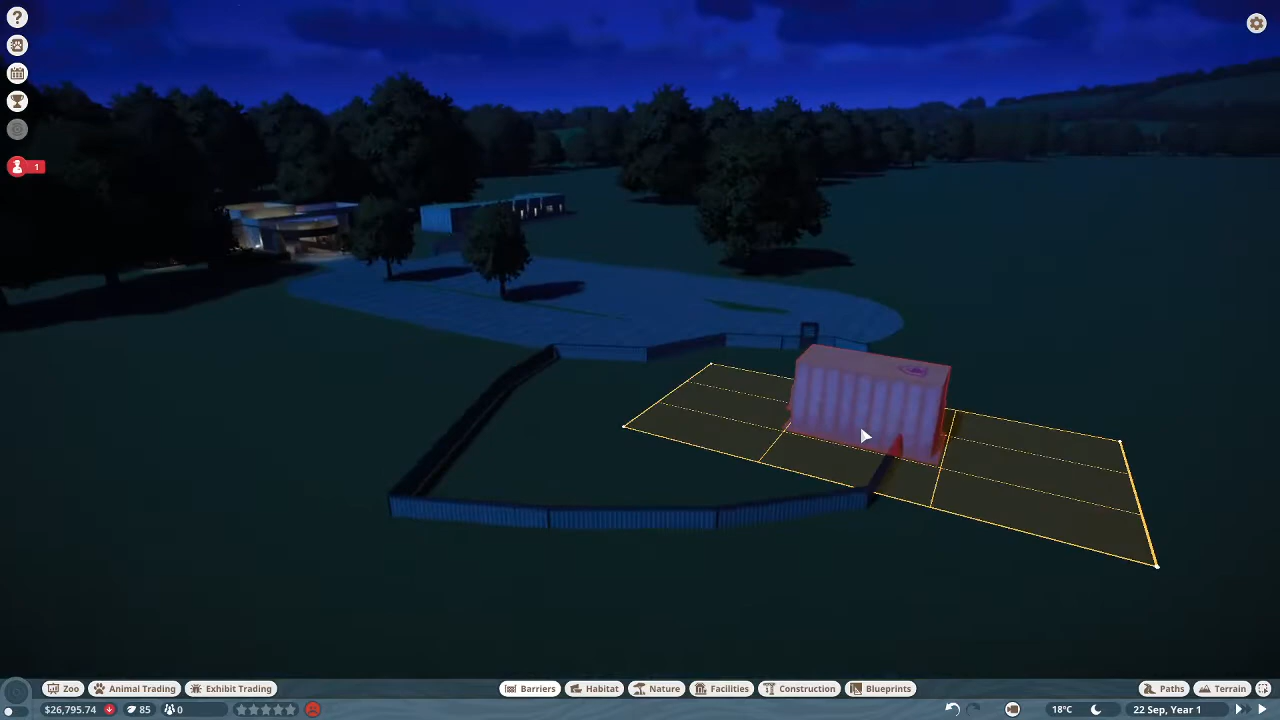 ?
1
Zoo
Animal Trading
Exhibit Trading
Barriers
Habitat
Nature
Facilities
Construction
Blueprints
Paths
Terrain
$26,795.74
85
0
18°C
22 Sep, Year 1